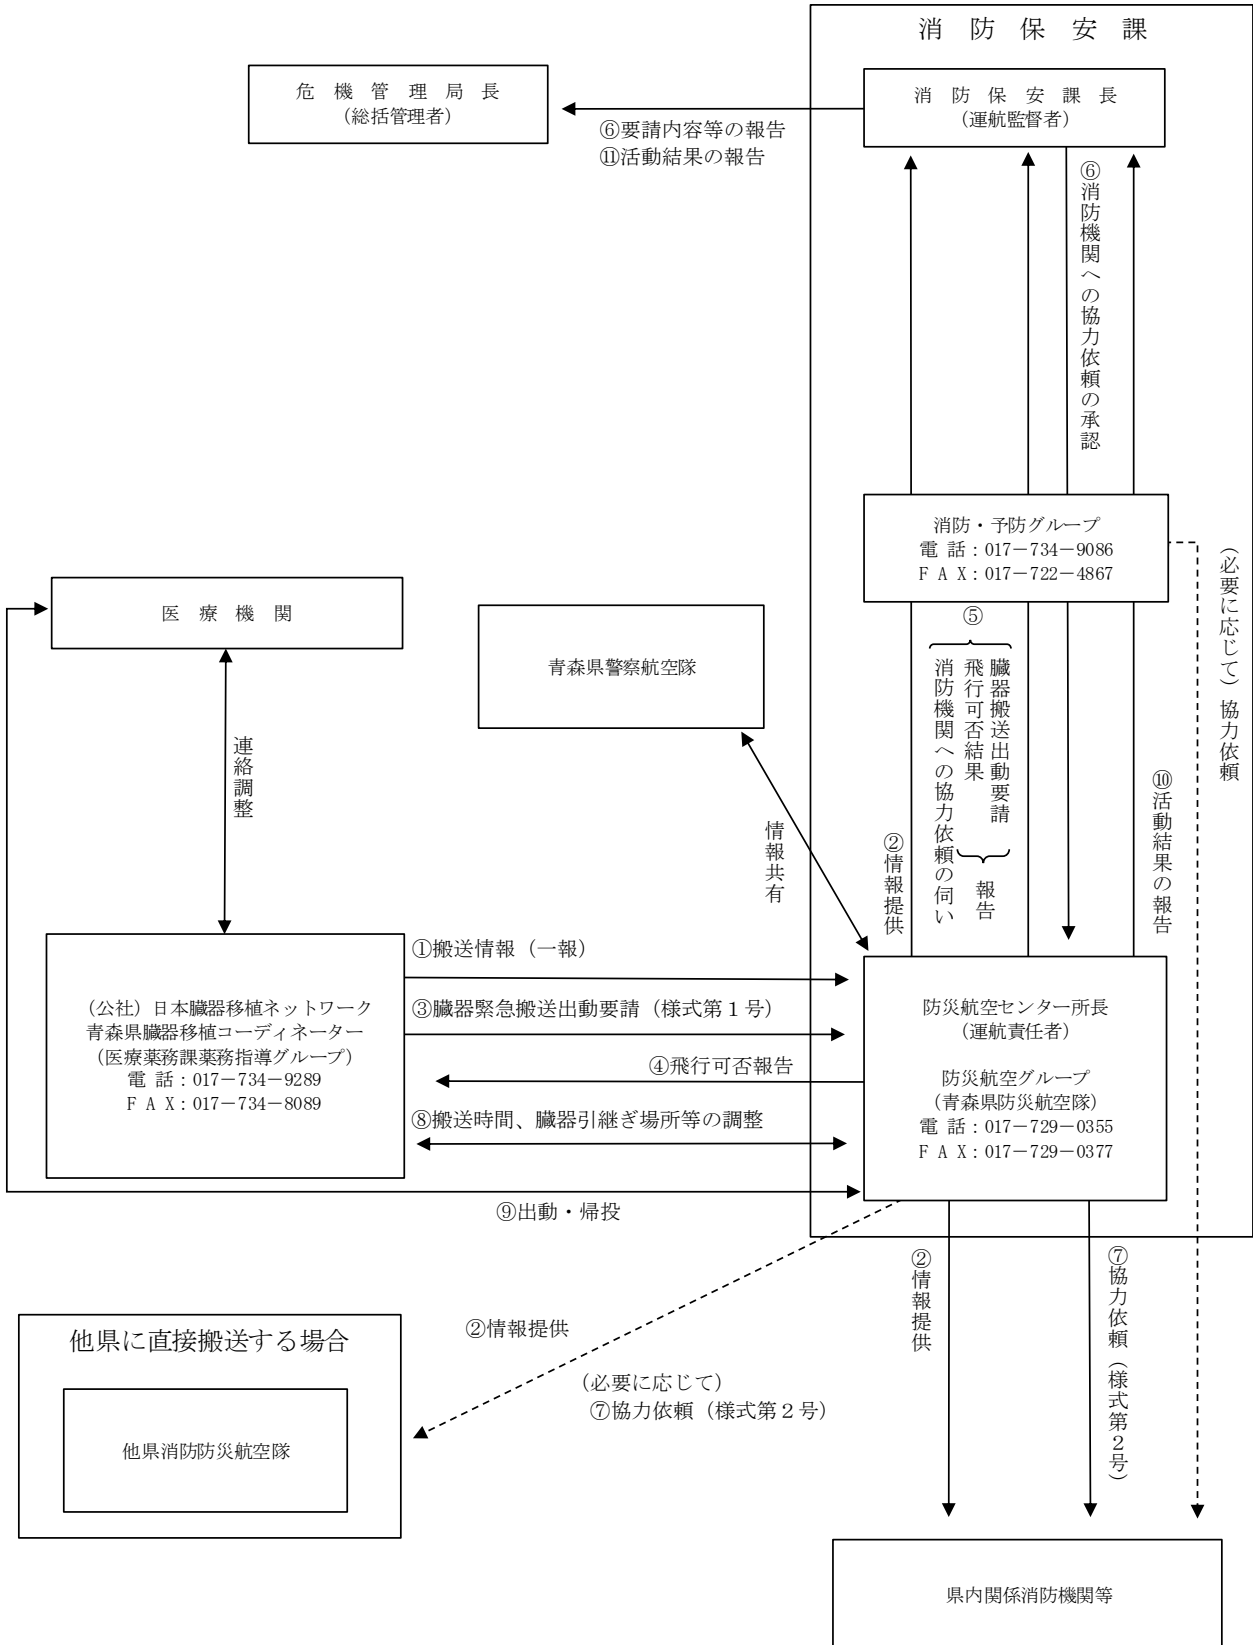 消防保安課
危機管理局長
（総括管理者）
消防保安課長
（運航監督者）
⑥要請内容等の報告
⑪活動結果の報告
⑥消防機関への協力依頼の承認
消防・予防グループ
電 話：017－734－9086
ＦＡＸ：017－722－4867
（必要に応じて）協力依頼
医療機関
青森県警察航空隊
連絡調整
情報共有
②情報提供
⑤
臓器搬送出動要請
飛行可否結果
報告
消防機関への協力依頼の伺い
⑩活動結果の報告
（公社）日本臓器移植ネットワーク
青森県臓器移植コーディネーター
（医療薬務課薬務指導グループ）
電 話：017－734－9289
ＦＡＸ：017－734－8089
①搬送情報（一報）
③臓器緊急搬送出動要請（様式第１号）
④飛行可否報告
⑧搬送時間、臓器引継ぎ場所等の調整
防災航空センター所長
（運航責任者）
防災航空グループ
（青森県防災航空隊）
電 話：017－729－0355
ＦＡＸ：017－729－0377
⑨出動・帰投
②情報提供
⑦協力依頼（様式第２号）
他県に直接搬送する場合
他県消防防災航空隊
②情報提供
（必要に応じて）
⑦協力依頼（様式第２号）
県内関係消防機関等